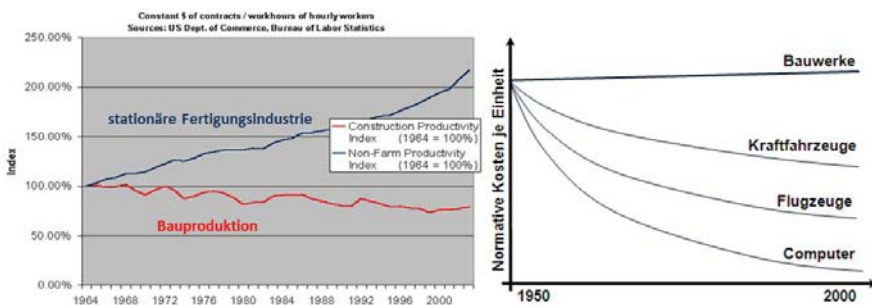 Constant $ of contracts / workhours of hourly workers
Sources: US Dept. of Commerce, Bureau of Labor Statistics
250.00%
200.00%
150.00%
100.00%
50.00%
0.00%
Index
stationäre Fertigungsindustrie
Construction Productivity
Index (1964 = 100%)
Non-Farm Productivity
Index (1964 = 100%)
Bauproduktion
1964 1968 1972 1976 1980 1984 1988 1992 1996 2000
Normative Kosten je Einheit
Bauwerke
Kraftfahrzeuge
Flugzeuge
Computer
1950 2000